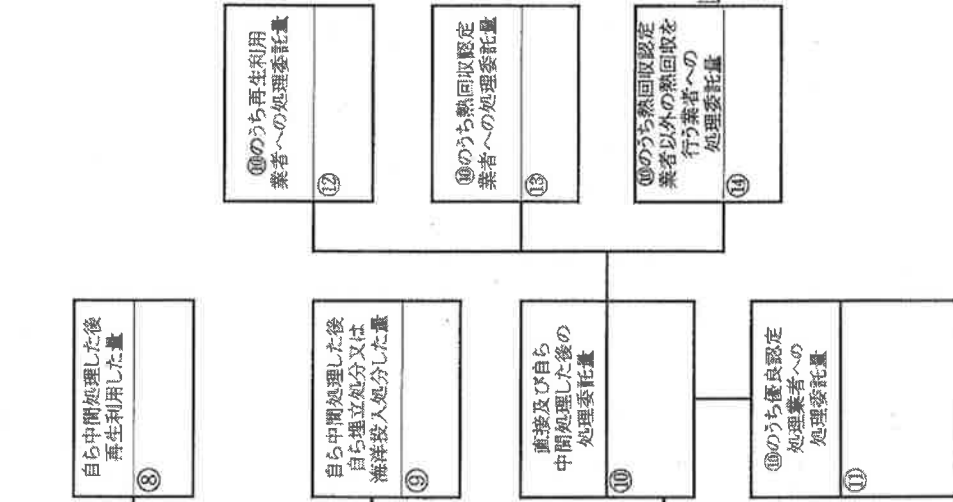 自ら中間処理した後
再生利用した量
⑧
自ら中間処理した後
自ら埋立処分又は
海洋投入処分した量
⑨
直接及び自ら
中間処理した後の
処理委託量
⑩
⑩のうち優良認定
処理業者への
処理委託量
⑪
⑩のうち再生利用
業者への処理委託量
⑫
⑩のうち熱回収認定
業者への処理委託量
⑬
⑩のうち熱回収認定
業者以外の熱回収を
行う業者への
処理委託量
⑭